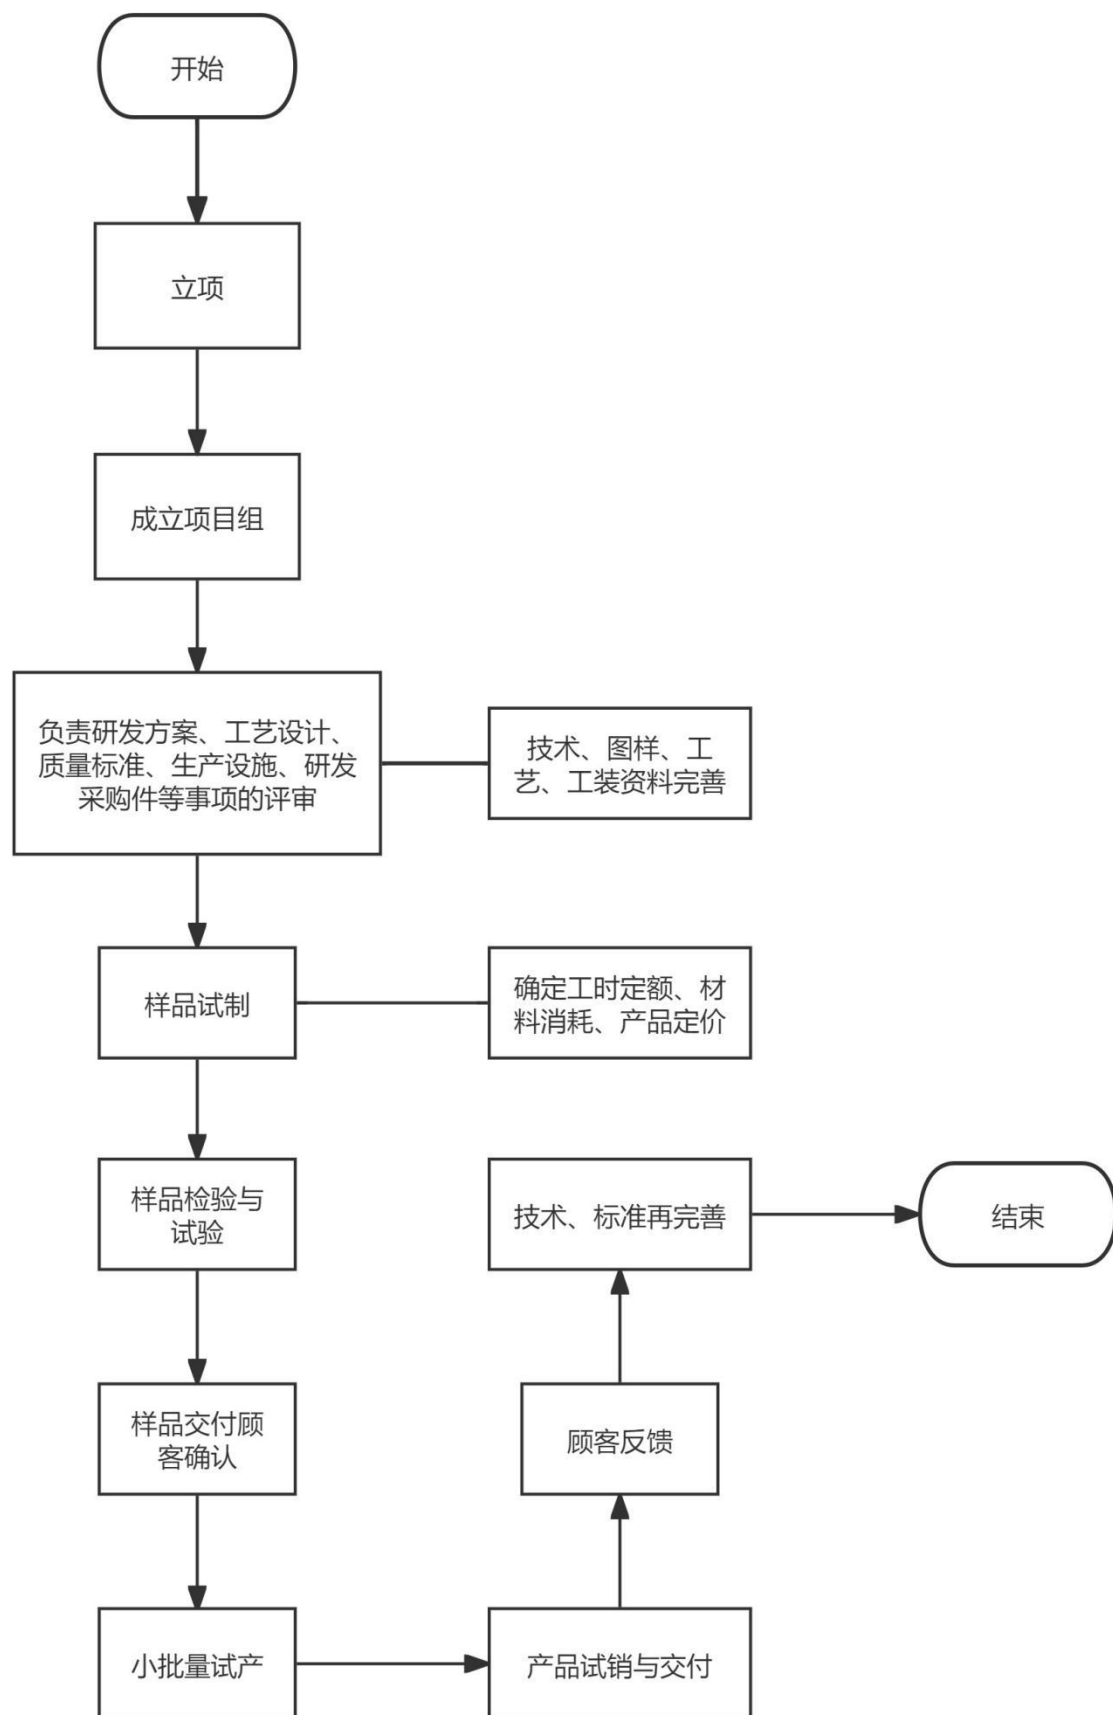 开始
立项
成立项目组
负责研发方案、工艺设计、
质量标准、生产设施、研发
采购件等事项的评审
技术、图样、工
艺、工装资料完善
样品试制
确定工时定额、材
料消耗、产品定价
样品检验与
试验
技术、标准再完善
结束
样品交付顾
客确认
顾客反馈
小批量试产
产品试销与交付